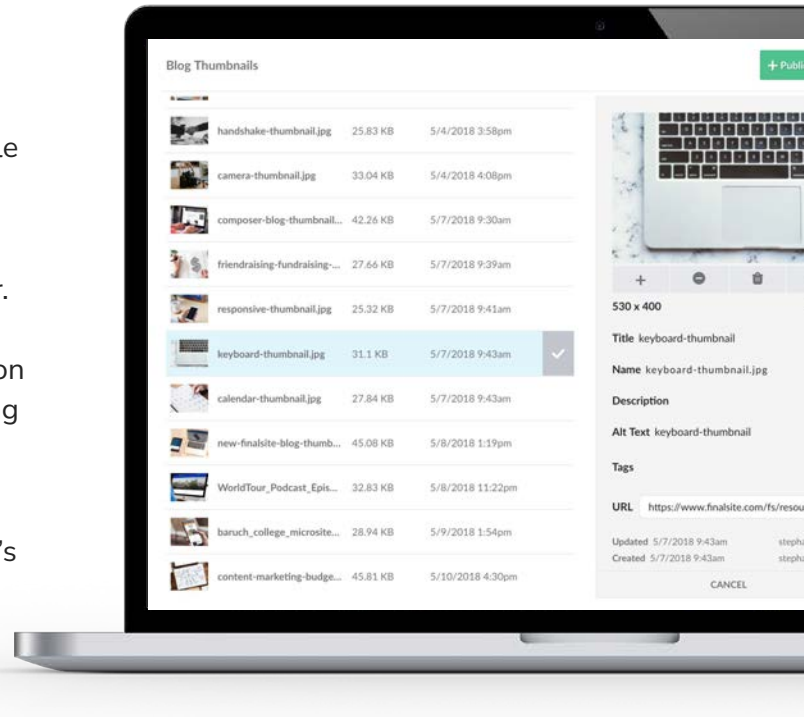 le
r.
on
g
's
Blog Thumbnails
+ Public
handshake-thumbnail.jpg 25.83 KB 5/4/2018 3:58pm
camera-thumbnail.jpg 33.04 KB 5/4/2018 4:08pm
composer-blog-thumbnail... 42.26 KB 5/7/2018 9:30am
friendraising-fundraising-... 27.66 KB 5/7/2018 9:39am
responsive-thumbnail.jpg 25.32 KB 5/7/2018 9:41am
keyboard-thumbnail.jpg 31.1 KB 5/7/2018 9:43am
calendar-thumbnail.jpg 27.84 KB 5/7/2018 9:43am
new-finalsite-blog-thumb... 45.08 KB 5/8/2018 1:19pm
WorldTour_Podcast_Epis... 32.83 KB 5/8/2018 11:22pm
baruch_college_microsite... 28.94 KB 5/9/2018 1:54pm
content-marketing-budge... 45.81 KB 5/10/2018 4:30pm
530 x 400
Title keyboard-thumbnail
Name keyboard-thumbnail.jpg
Description
Alt Text keyboard-thumbnail
Tags
URL https://www.finalsite.com/fs/resou
Updated 5/7/2018 9:43am stepha
Created 5/7/2018 9:43am stepha
CANCEL